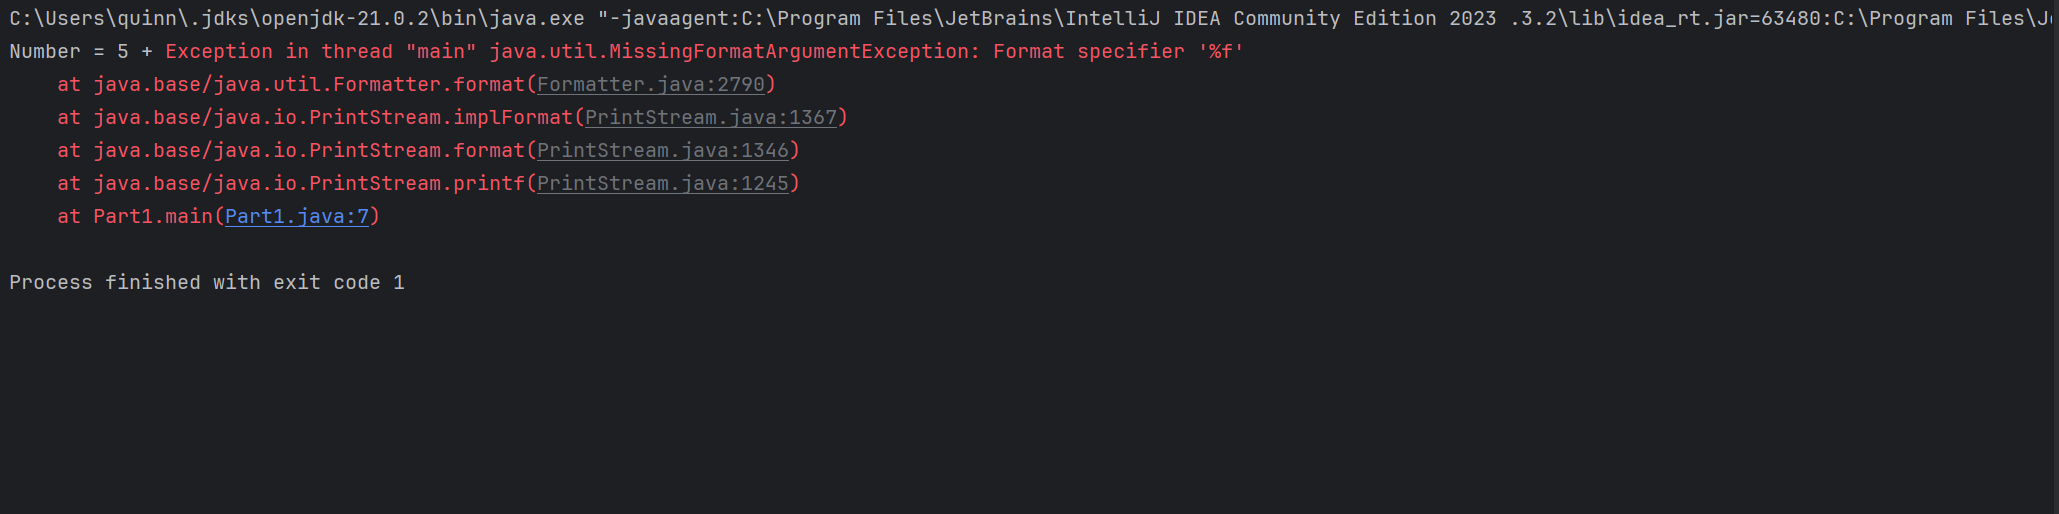 C:\Users\quinn\.jdks\openjdk-21.0.2\bin\java.exe "-javaagent:C:\Program Files\JetBrains\IntelliJ IDEA Community Edition 2023 .3.2\lib\idea_rt.jar=63480:C:\Program Files\J
Number = 5 + Exception in thread "main" java.util.MissingFormatArgumentException: Format specifier '%f'
    at java.base/java.util.Formatter.format(Formatter.java:2790)
    at java.base/java.io.PrintStream.implFormat(PrintStream.java:1367)
    at java.base/java.io.PrintStream.format(PrintStream.java:1346)
    at java.base/java.io.PrintStream.printf(PrintStream.java:1245)
    at Part1.main(Part1.java:7)
Process finished with exit code 1